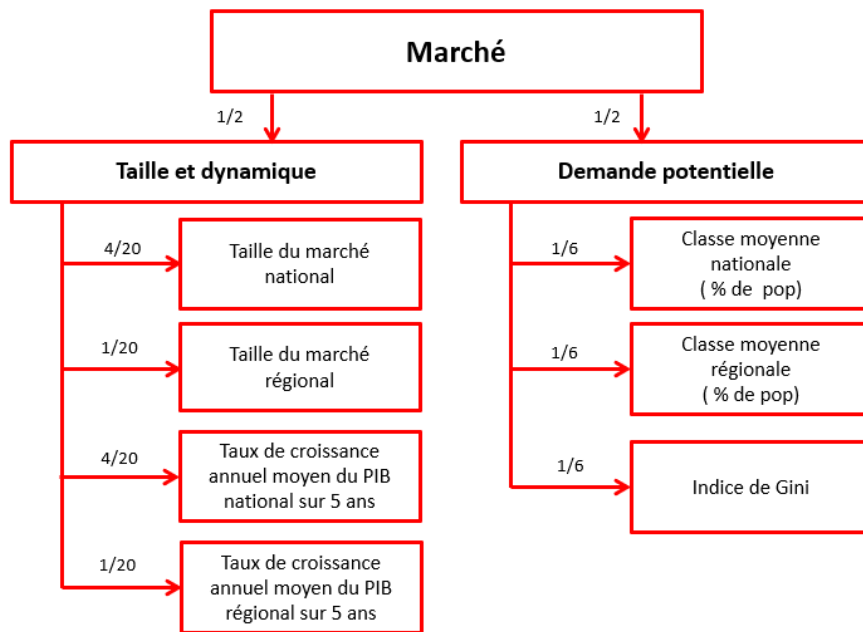 Marché
1/2
1/2
Taille et dynamique
Demande potentielle
4/20
Taille du marché
national
1/20
Taille du marché
régional
4/20
Taux de croissance
annuel moyen du PIB
national sur 5 ans
1/20
Taux de croissance
annuel moyen du PIB
régional sur 5 ans
1/6
Classe moyenne
nationale
( % de  pop)
1/6
Classe moyenne
régionale
( % de pop)
1/6
Indice de Gini